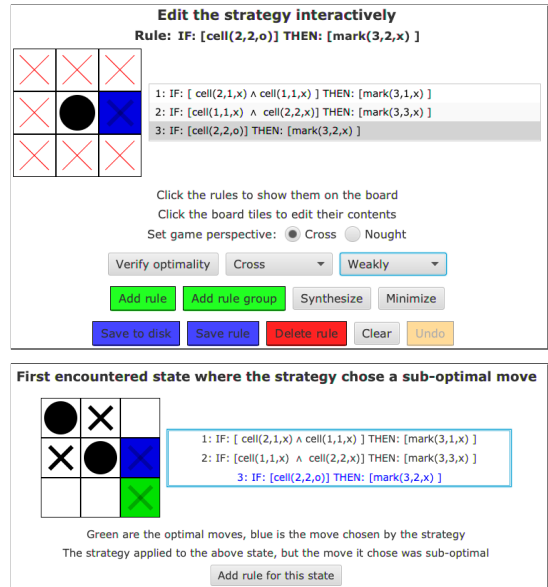 Edit the strategy interactively
Rule: IF: [cell(2,2,o)] THEN: [mark(3,2,x) ]
1: IF: [ cell(2,1,x) ∧ cell(1,1,x) ] THEN: [mark(3,1,x) ]
2: IF: [cell(1,1,x) ∧ cell(2,2,x)] THEN: [mark(3,3,x) ]
3: IF: [cell(2,2,o)] THEN: [mark(3,2,x) ]
Click the rules to show them on the board
Click the board tiles to edit their contents
Set game perspective: Cross Nought
Verify optimality Cross Weakly
Add rule Add rule group Synthesize Minimize
Save to disk Save rule Delete rule Clear Undo
First encountered state where the strategy chose a sub-optimal move
1: IF: [ cell(2,1,x) ∧ cell(1,1,x) ] THEN: [mark(3,1,x) ]
2: IF: [cell(1,1,x) ∧ cell(2,2,x)] THEN: [mark(3,3,x) ]
3: IF: [cell(2,2,o)] THEN: [mark(3,2,x) ]
Green are the optimal moves, blue is the move chosen by the strategy
The strategy applied to the above state, but the move it chose was sub-optimal
Add rule for this state